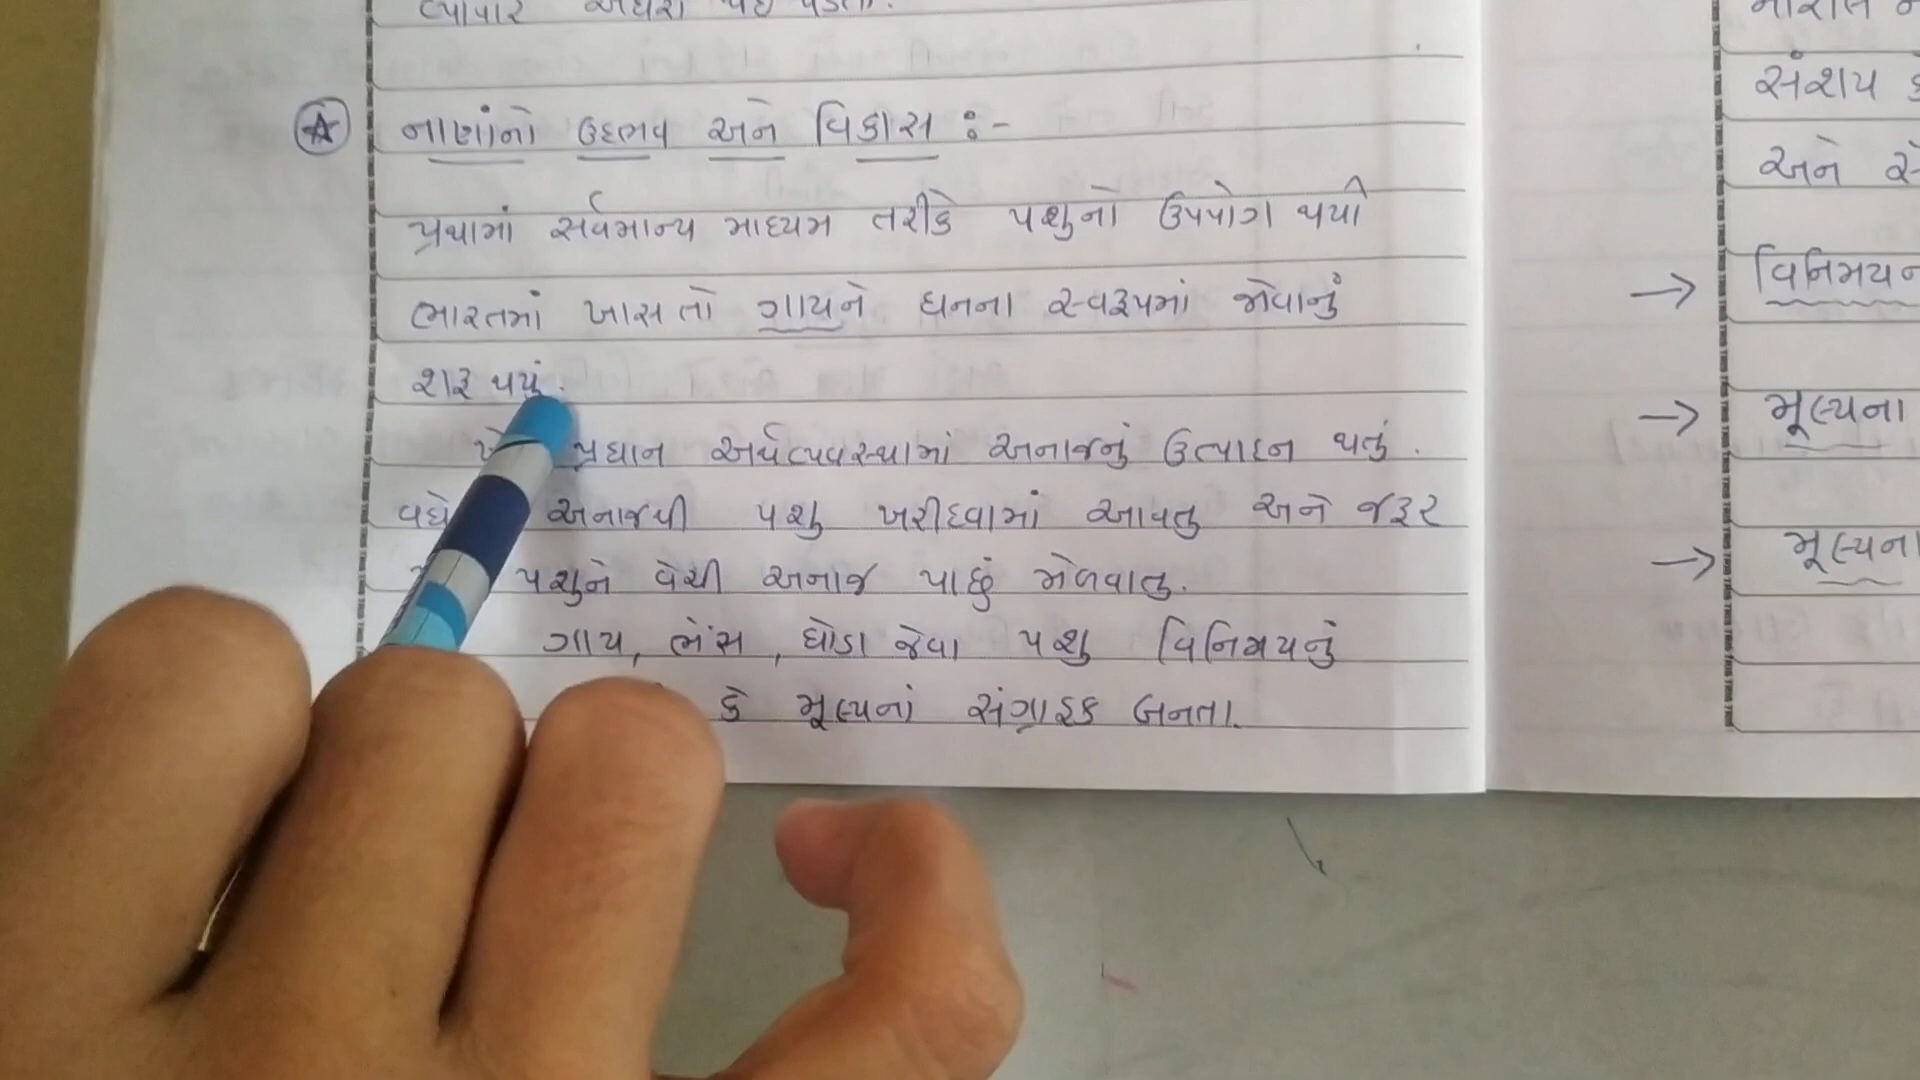 વ્યાપાર
નાણાંનો ઉદ્દભવ અને વિકાસ :-
પ્રથામાં સર્વમાન્ય માધ્યમ તરીકે પશુનો ઉપયોગ થયો
ભારતમાં ખાસ તો ગાયને ધનના સ્વરૂપમાં જોવાનું
શરૂ થયું.
પ્રધાન અર્થવ્યવસ્થામાં અનાજનું ઉત્પાદન થતું.
અનાજથી પશુ ખરીદવામાં આવતુ અને જરૂર
પશુને વેચી અનાજ પાછું મેળવાતુ.
ગાય, ભેંસ, ઘોડા જેવા પશુ વિનિમયનું
કે મૂલ્યનાં સંગ્રાહક બનતા.
સંશય
અને
→ વિનિમયન
→ મૂલ્યના
→ મૂલ્યના